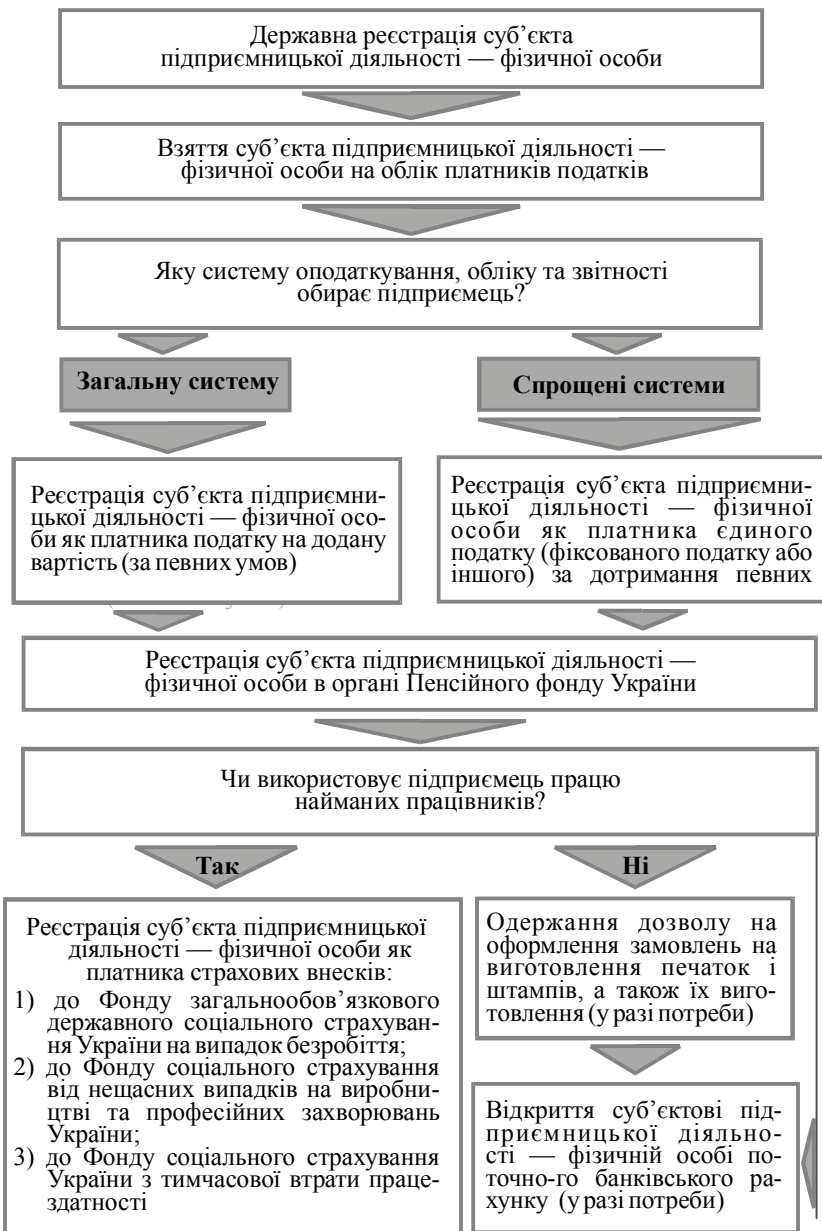 Державна реєстрація суб’єкта
підприємницької діяльності — фізичної особи
Взяття суб’єкта підприємницької діяльності —
фізичної особи на облік платників податків
Яку систему оподаткування, обліку та звітності
обирає підприємець?
Загальну систему
Спрощені системи
Реєстрація суб’єкта підприємни-
цької діяльності — фізичної осо-
би як платника податку на додану
вартість (за певних умов)
Реєстрація суб’єкта підприємни-
цької діяльності — фізичної
особи як платника єдиного
податку (фіксованого податку або
іншого) за дотримання певних
Реєстрація суб’єкта підприємницької діяльності —
фізичної особи в органі Пенсійного фонду України
Чи використовує підприємець працю
найманих працівників?
Так
Ні
Реєстрація суб’єкта підприємницької
діяльності — фізичної особи як
платника страхових внесків:
1) до Фонду загальнообов’язкового
державного соціального страхуван-
ня України на випадок безробіття;
2) до Фонду соціального страхування
від нещасних випадків на виробни-
цтві та професійних захворювань
України;
3) до Фонду соціального страхування
України з тимчасової втрати праце-
здатності
Одержання дозволу на
оформлення замовлень на
виготовлення печаток і
штампів, а також їх виго-
товлення (у разі потреби)
Відкриття суб’єктові під-
приємницької діяльно-
сті — фізичній особі по-
точно-го банківського ра-
хунку (у разі потреби)